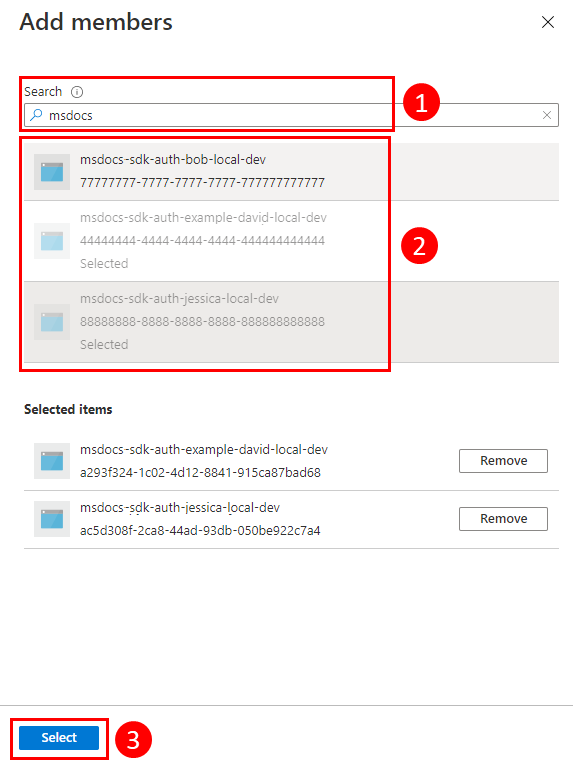 Add members
Search
1
msdocs
msdocs-sdk-auth-bob-local-dev
77777777-7777-7777-7777-777777777777
msdocs-sdk-auth-example-david-local-dev
44444444-4444-4444-4444-444444444444
Selected
2
msdocs-sdk-auth-jessica-local-dev
88888888-8888-8888-8888-888888888888
Selected
Selected items
msdocs-sdk-auth-example-david-local-dev
a293f324-1c02-4d12-8841-915ca87bad68
Remove
msdocs-sdk-auth-jessica-local-dev
ac5d308f-2ca8-44ad-93db-050be922c7a4
Remove
Select
3